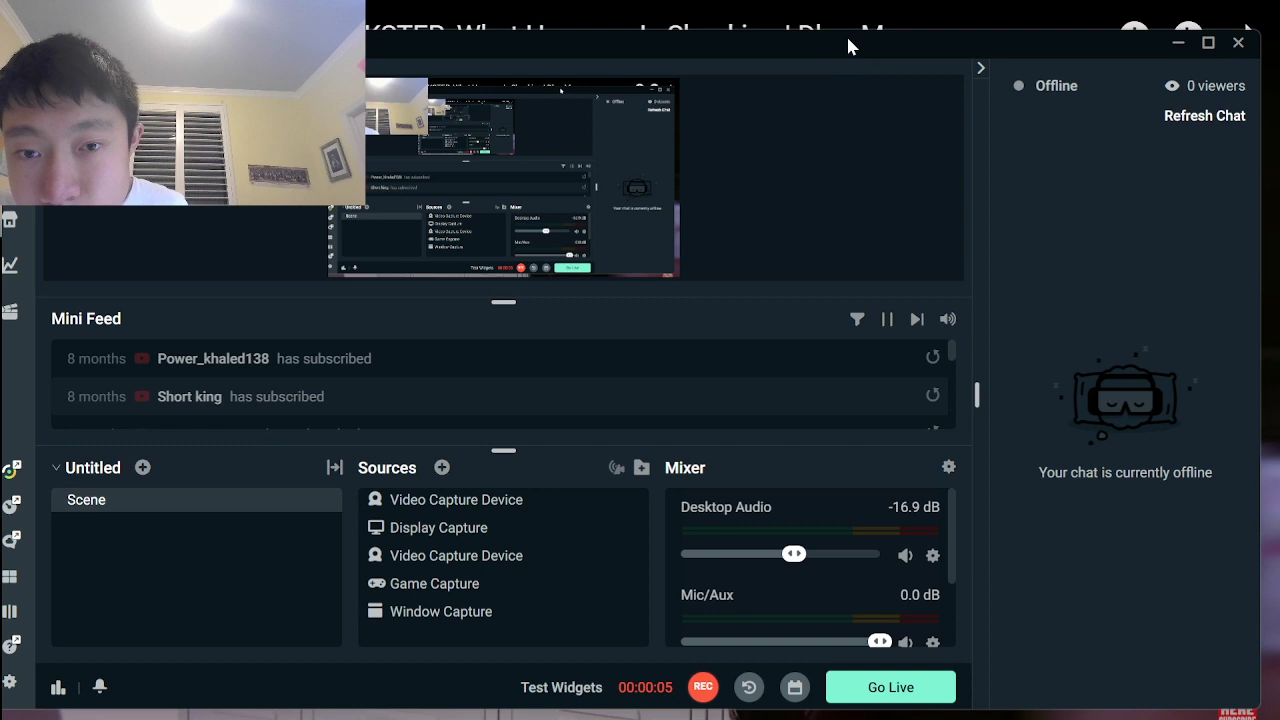 Offline
0 viewers
Refresh Chat
Mini Feed
8 months Power_khaled138 has subscribed
8 months Short king has subscribed
Your chat is currently offline
Untitled
Sources
Mixer
Scene
Video Capture Device
Display Capture
Video Capture Device
Game Capture
Window Capture
Desktop Audio -16.9 dB
Mic/Aux 0.0 dB
Test Widgets 00:00:05 REC Go Live